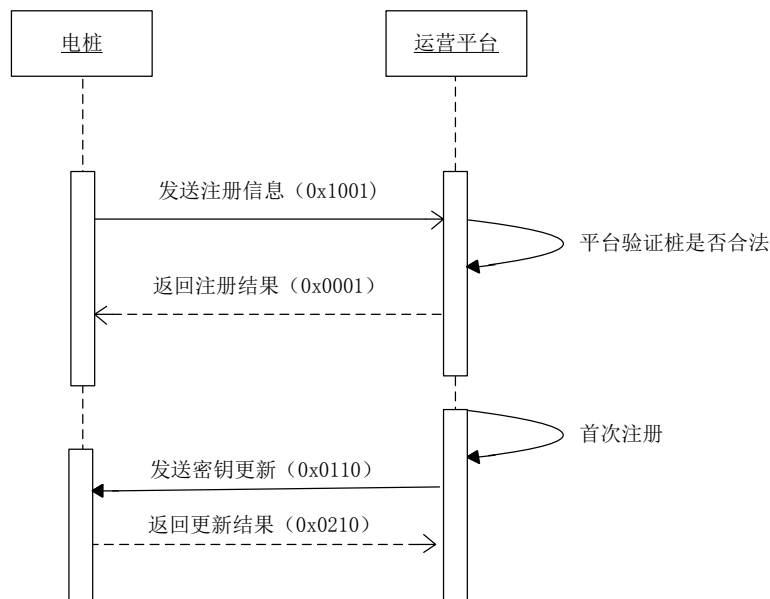 电桩
运营平台
发送注册信息（0x1001)
平台验证桩是否合法
返回注册结果（0x0001）
首次注册
发送密钥更新（0x0110）
返回更新结果（0x0210）